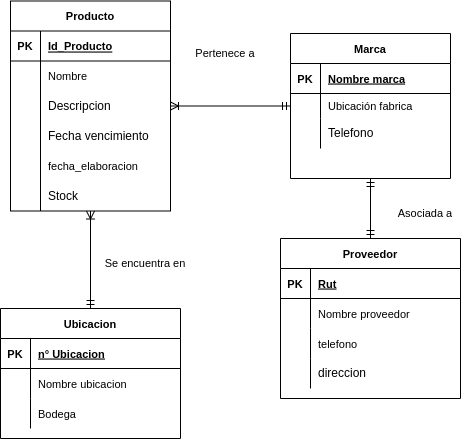 Producto
PK Id_Producto
Nombre
Descripcion
Fecha vencimiento
fecha_elaboracion
Stock
Pertenece a
Marca
PK Nombre marca
Ubicación fabrica
Telefono
Asociada a
Proveedor
PK Rut
Nombre proveedor
telefono
direccion
Se encuentra en
Ubicacion
PK n° Ubicacion
Nombre ubicacion
Bodega